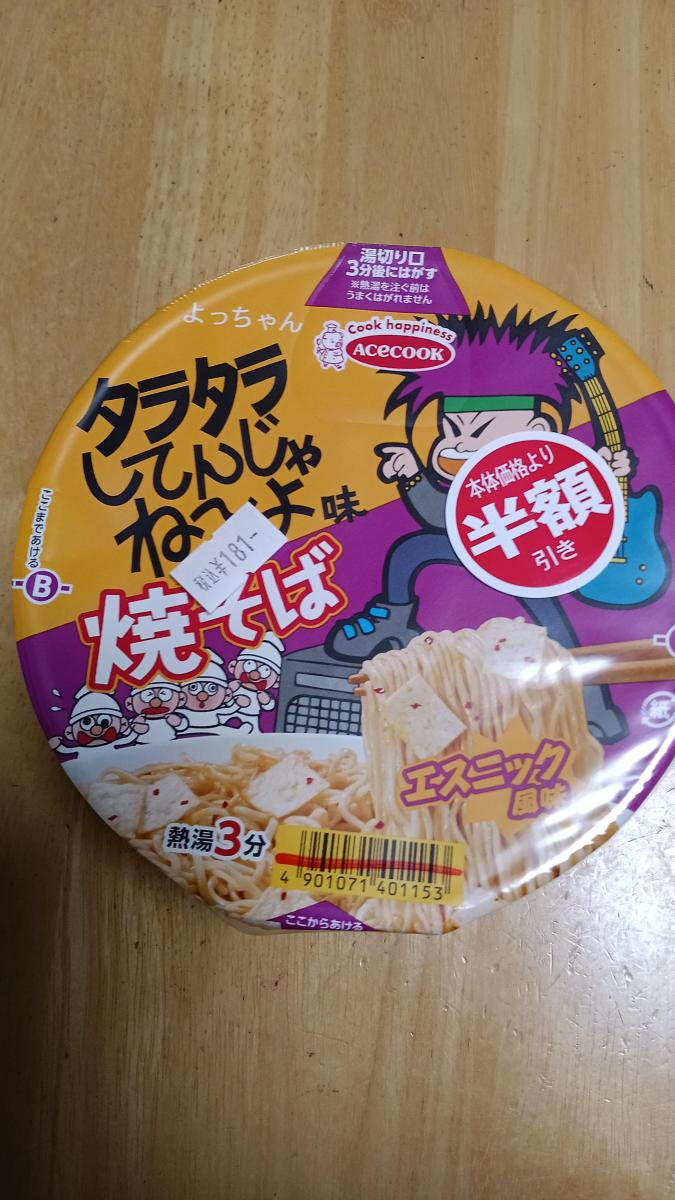 湯切り口
3分後にはがす
※熱湯を注ぐ前は
うまくはがれません
よっちゃん
Cook happiness
ACECOOK
タラタラ
してんじゃ
ね〜よ味
焼そば
税込¥181-
本体価格より
半額
引き
ここまであける
B
紙
エスニック
風味
熱湯3分
4 901071 401153
ここからあける